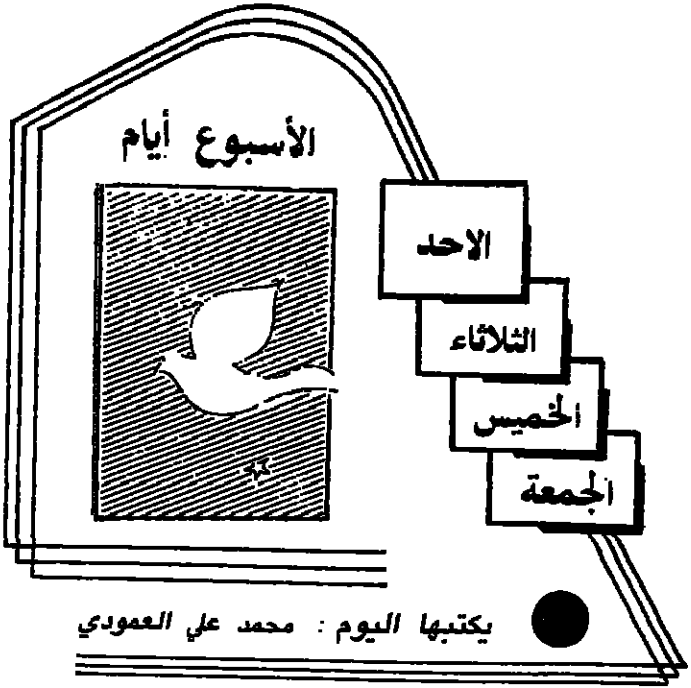 الأسبوع أيام
الاحد
الثلاثاء
الخميس
الجمعة
يكتبها اليوم : محمد علي العمودي